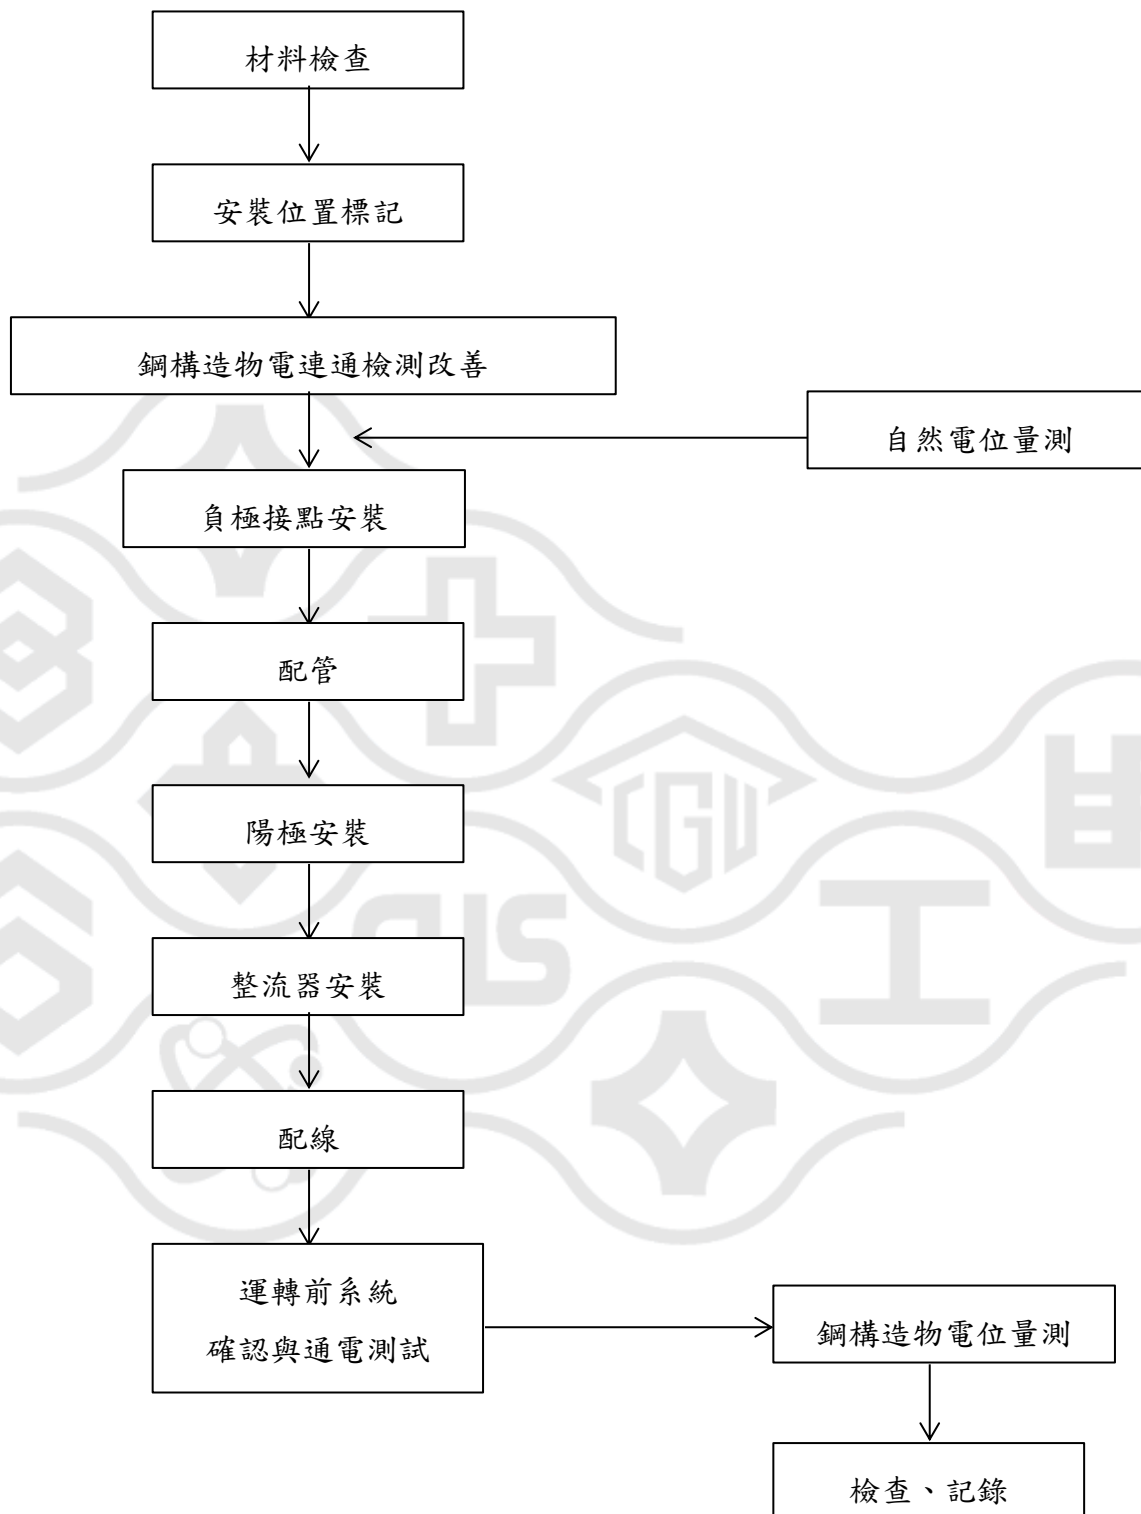 材料檢查
安裝位置標記
鋼構造物電連通檢測改善
自然電位量測
負極接點安裝
配管
陽極安裝
整流器安裝
配線
運轉前系統
確認與通電測試
鋼構造物電位量測
檢查、記錄
CGU